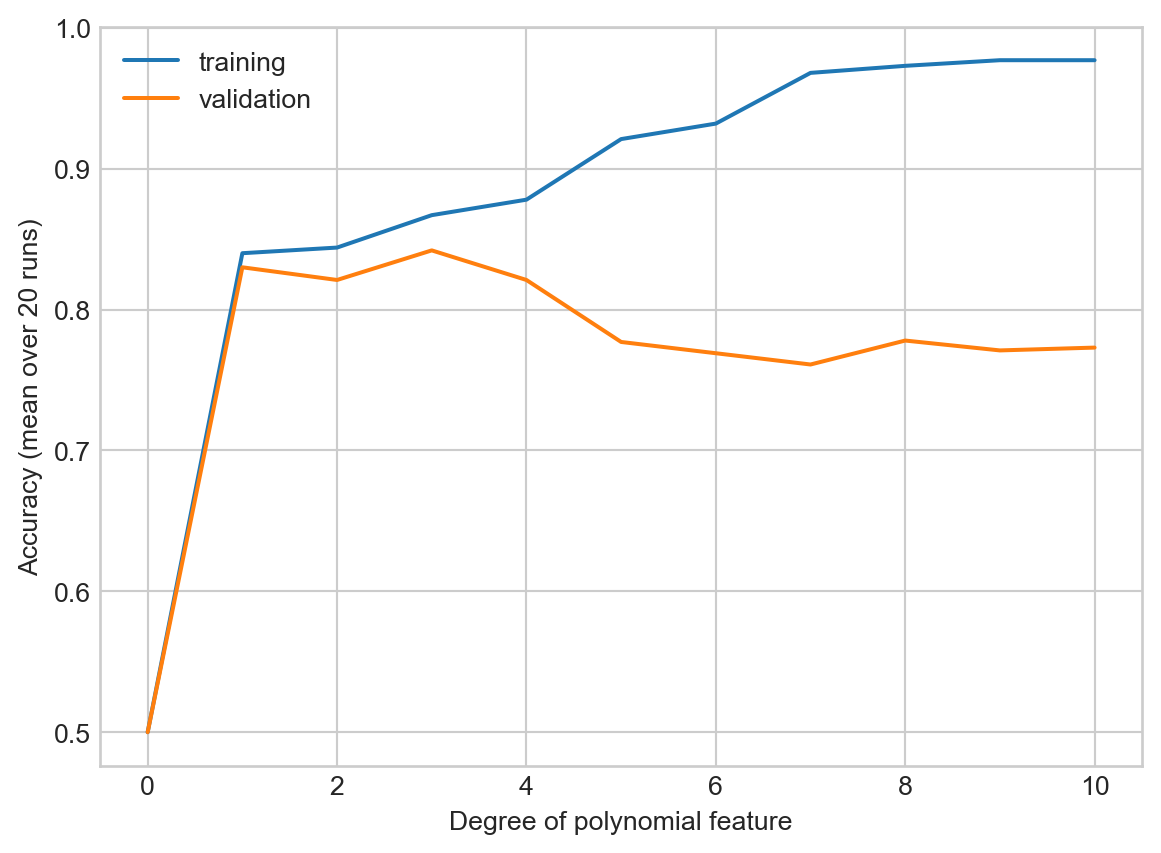 1.0
0.9
0.8
0.7
0.6
0.5
Accuracy (mean over 20 runs)
training
validation
0 2 4 6 8 10
Degree of polynomial feature